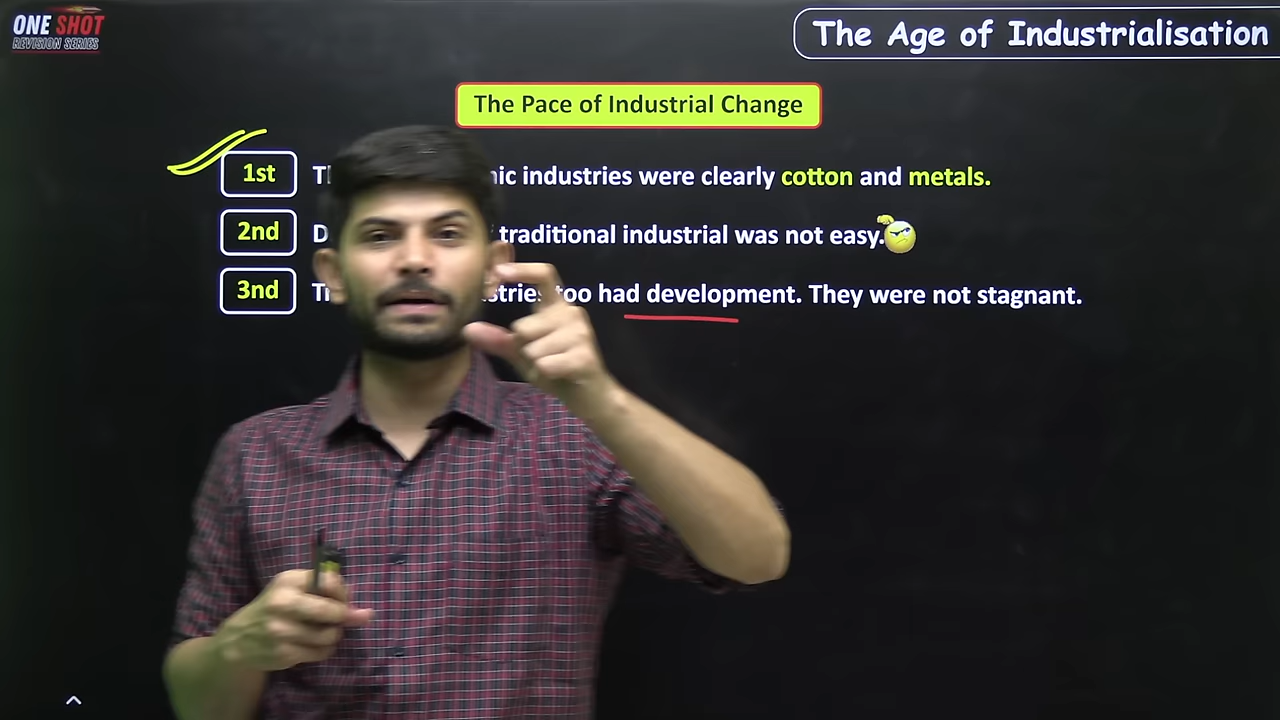 ONE SHOT
REVISION SERIES
The Age of Industrialisation
The Pace of Industrial Change
1st
industries were clearly cotton and metals.
2nd
traditional industrial was not easy.
3nd
too had development. They were not stagnant.